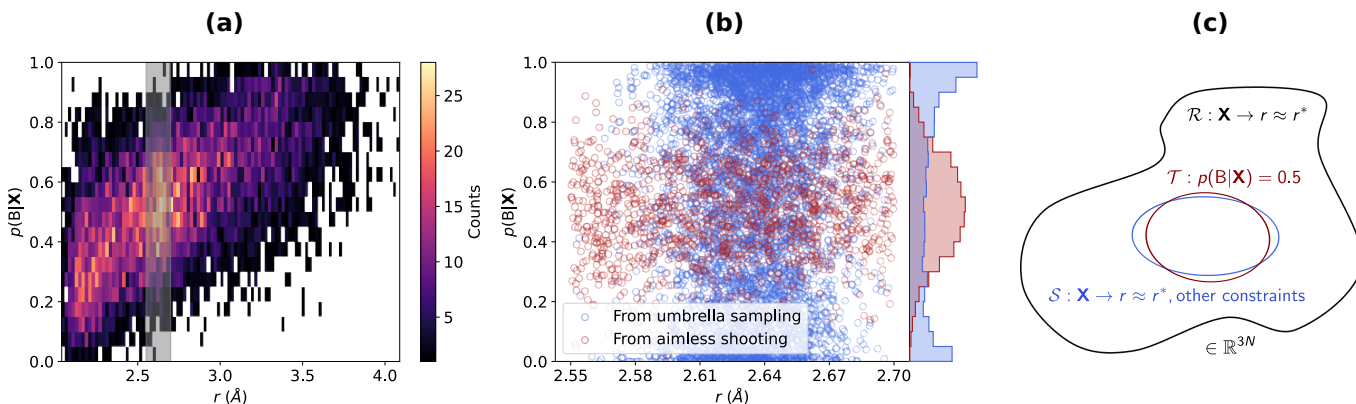 (a)
1.0
0.8
0.6
0.4
0.2
0.0
p(B|X)
2.5
3.0
3.5
4.0
r (Å)
25
20
15
10
5
Counts
(b)
1.0
0.8
0.6
0.4
0.2
0.0
p(B|X)
From umbrella sampling
From aimless shooting
2.55
2.58
2.61
2.64
2.67
2.70
r (Å)
(c)
ℛ : X → r ≈ r*
𝒯 : p(B|X) = 0.5
𝒮 : X → r ≈ r*, other constraints
∈ ℝ³ᴺ